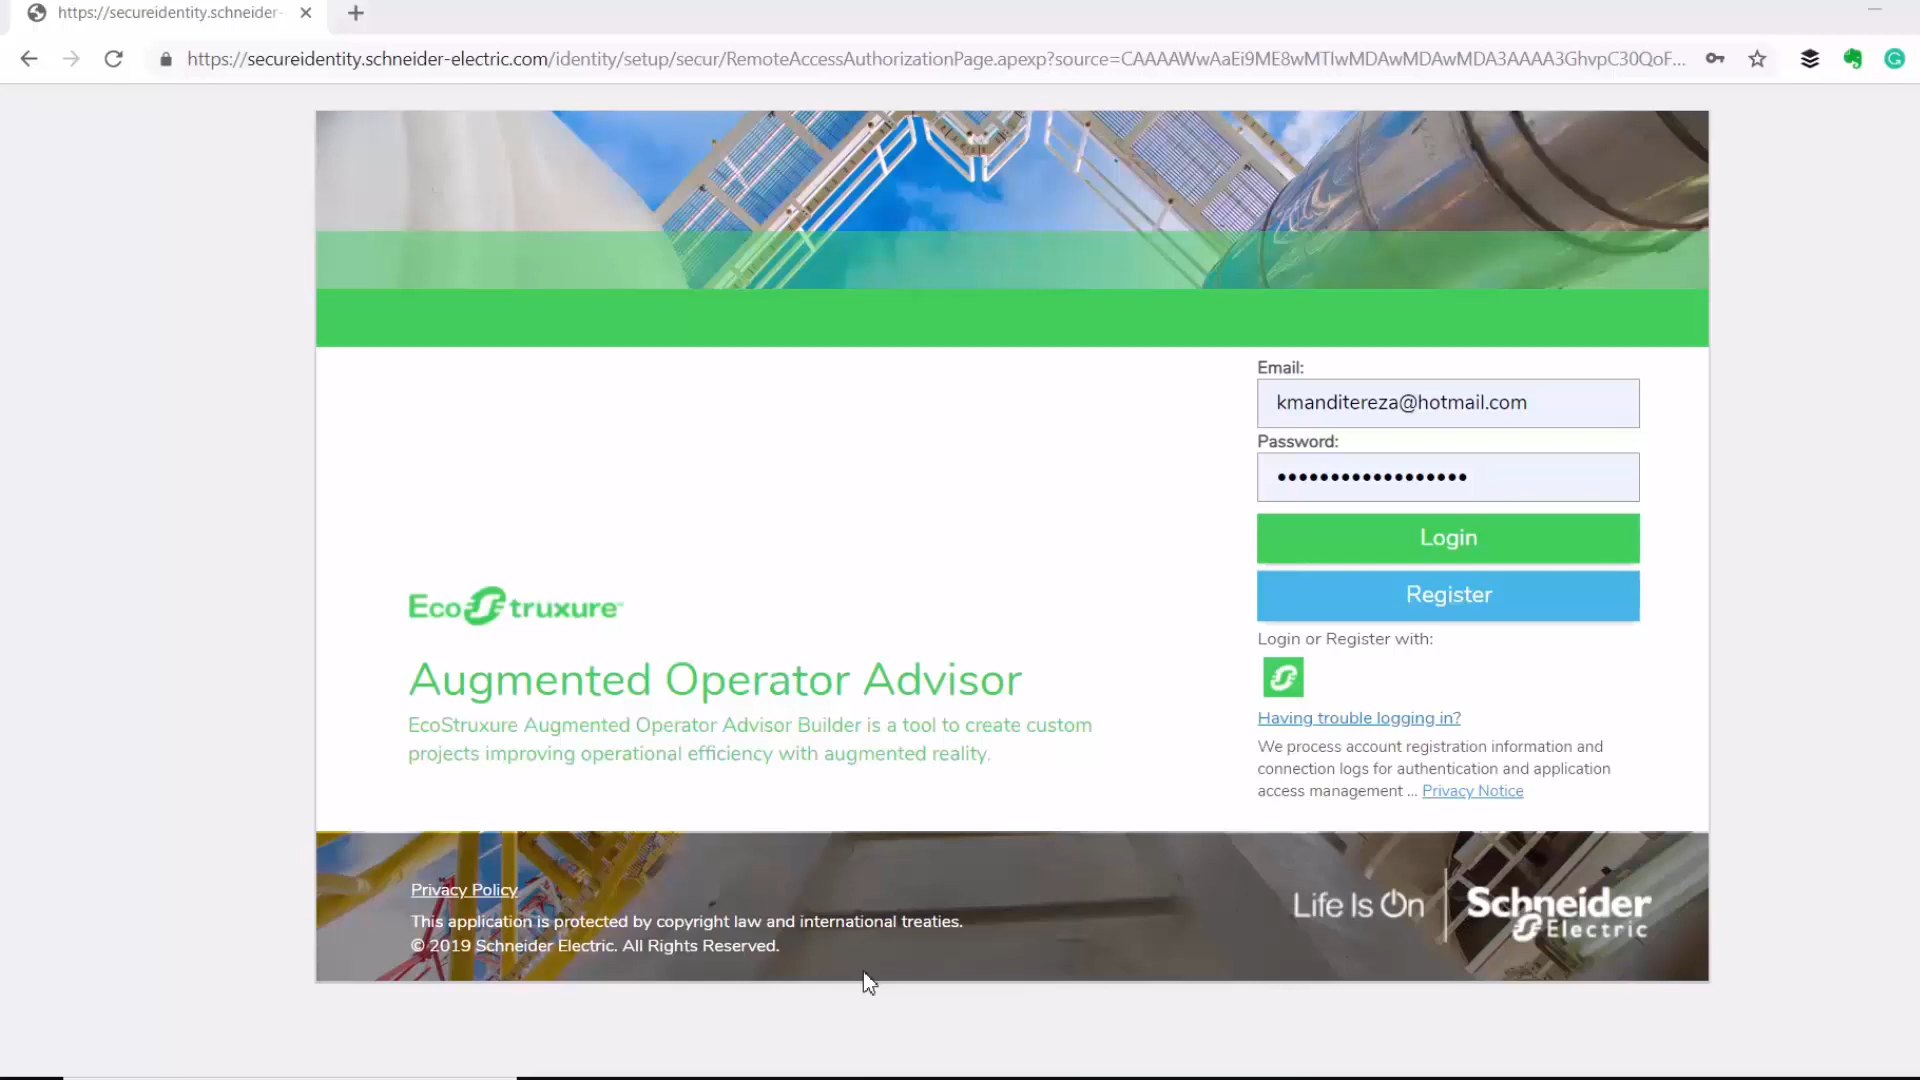 https://secureidentity.schneider-
https://secureidentity.schneider-electric.com/identity/setup/secur/RemoteAccessAuthorizationPage.apexp?source=CAAAAWwAaEi9ME8wMTIwMDAwMDAwMDA3AAAA3GhvpC30QoF...
Email:
kmanditereza@hotmail.com
Password:
••••••••••••••••••
Login
Register
Login or Register with:
EcoStruxure™
Augmented Operator Advisor
EcoStruxure Augmented Operator Advisor Builder is a tool to create custom
projects improving operational efficiency with augmented reality.
Having trouble logging in?
We process account registration information and
connection logs for authentication and application
access management ... Privacy Notice
Privacy Policy
This application is protected by copyright law and international treaties.
© 2019 Schneider Electric. All Rights Reserved.
Life Is On
Schneider
Electric